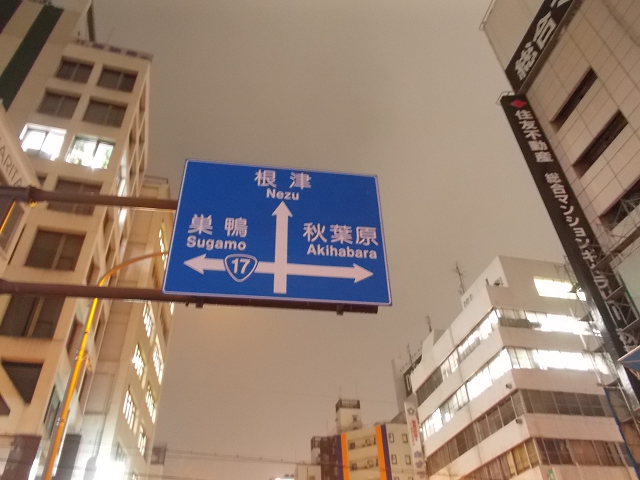 根津
Nezu
巣鴨
Sugamo
秋葉原
Akihabara
17
総合
住友不動産 総合マンションギャラリー